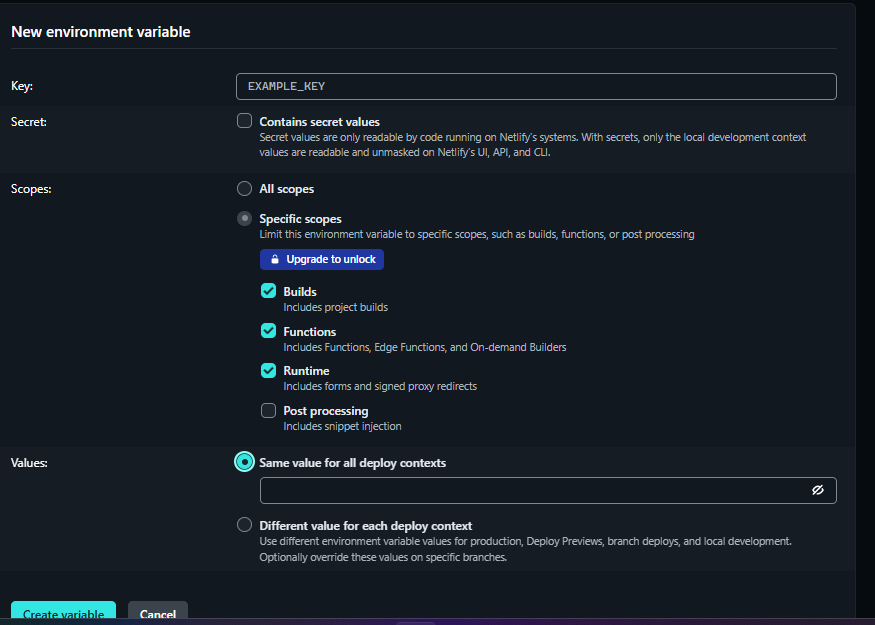 New environment variable
Key:
EXAMPLE_KEY
Secret:
Contains secret values
Secret values are only readable by code running on Netlify's systems. With secrets, only the local development context
values are readable and unmasked on Netlify's UI, API, and CLI.
Scopes:
All scopes
Specific scopes
Limit this environment variable to specific scopes, such as builds, functions, or post processing
Upgrade to unlock
Builds
Includes project builds
Functions
Includes Functions, Edge Functions, and On-demand Builders
Runtime
Includes forms and signed proxy redirects
Post processing
Includes snippet injection
Values:
Same value for all deploy contexts
Different value for each deploy context
Use different environment variable values for production, Deploy Previews, branch deploys, and local development.
Optionally override these values on specific branches.
Create variable
Cancel